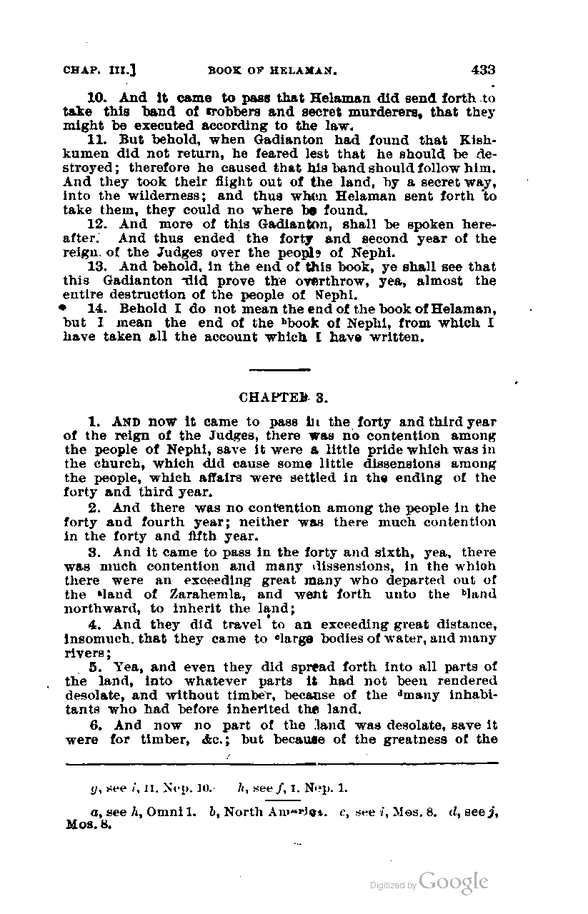 CHAP. III.] BOOK OF HELAMAN. 433
10. And it came to pass that Helaman did send forth to
take this band of robbers and secret murderers, that they
might be executed according to the law.
11. But behold, when Gadianton had found that Kish-
kumen did not return, he feared lest that he should be de-
stroyed; therefore he caused that his band should follow him.
And they took their flight out of the land, by a secret way,
into the wilderness; and thus when Helaman sent forth to
take them, they could no where be found.
12. And more of this Gadianton, shall be spoken here-
after. And thus ended the forty and second year of the
reign of the Judges over the people of Nephi.
13. And behold, in the end of this book, ye shall see that
this Gadianton did prove the overthrow, yea, almost the
entire destruction of the people of Nephi.
14. Behold I do not mean the end of the book of Helaman,
but I mean the end of the ʰbook of Nephi, from which I
have taken all the account which I have written.
CHAPTER 3.
1. AND now it came to pass in the forty and third year
of the reign of the Judges, there was no contention among
the people of Nephi, save it were a little pride which was in
the church, which did cause some little dissensions among
the people, which affairs were settled in the ending of the
forty and third year.
2. And there was no contention among the people in the
forty and fourth year; neither was there much contention
in the forty and fifth year.
3. And it came to pass in the forty and sixth, yea, there
was much contention and many dissensions, in the which
there were an exceeding great many who departed out of
the ᵃland of Zarahemla, and went forth unto the ᵇland
northward, to inherit the land;
4. And they did travel to an exceeding great distance,
insomuch that they came to ᶜlarge bodies of water, and many
rivers;
5. Yea, and even they did spread forth into all parts of
the land, into whatever parts it had not been rendered
desolate, and without timber, because of the ᵈmany inhabi-
tants who had before inherited the land.
6. And now no part of the land was desolate, save it
were for timber, &c.; but because of the greatness of the
g, see i, II. Nep. 10. h, see f, I. Nep. 1.
a, see h, Omni 1. b, North America. c, see i, Mos. 8. d, see j,
Mos. 8.
Digitized by Google